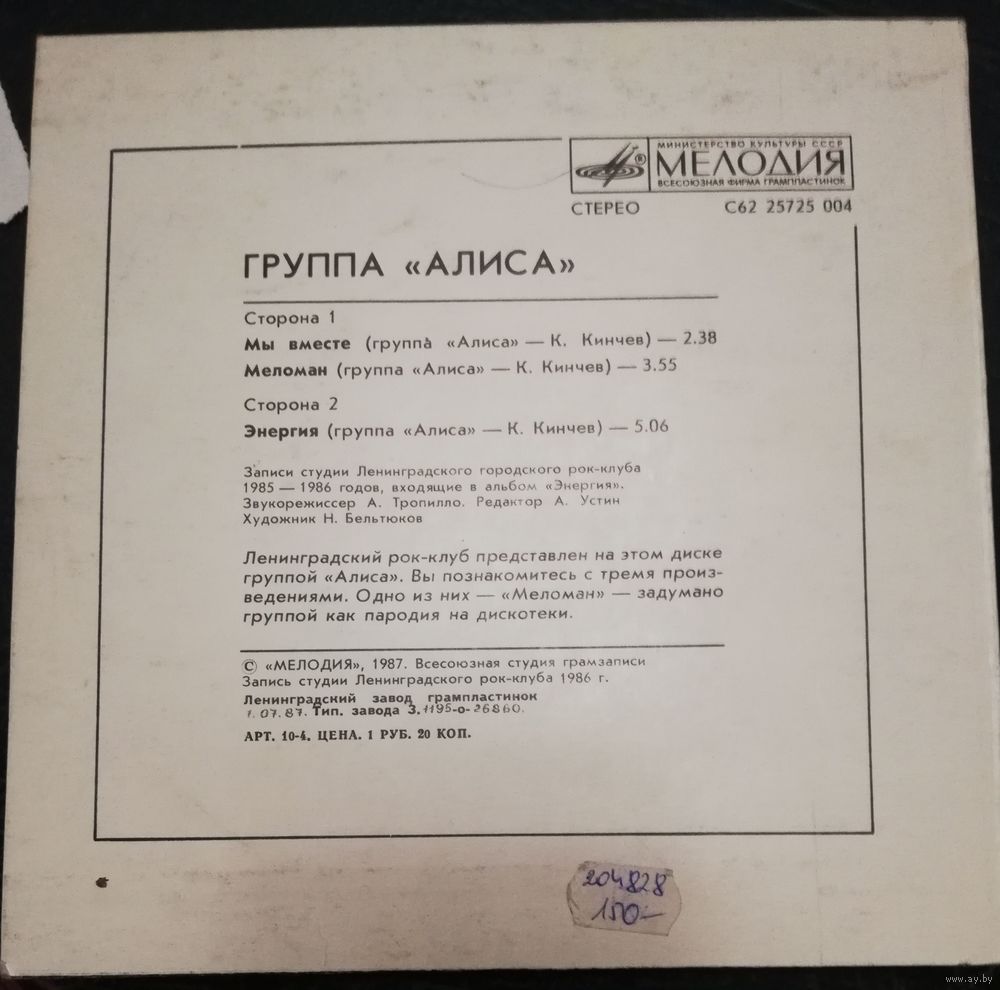 МИНИСТЕРСТВО КУЛЬТУРЫ СССР
МЕЛОДИЯ
ВСЕСОЮЗНАЯ ФИРМА ГРАМПЛАСТИНОК
СТЕРЕО С62 25725 004
ГРУППА «АЛИСА»
Сторона 1
Мы вместе (группа «Алиса» — К. Кинчев) — 2.38
Меломан (группа «Алиса» — К. Кинчев) — 3.55
Сторона 2
Энергия (группа «Алиса» — К. Кинчев) — 5.06
Записи студии Ленинградского городского рок-клуба
1985 — 1986 годов, входящие в альбом «Энергия».
Звукорежиссер А. Тропилло. Редактор А. Устин
Художник Н. Бельтюков
Ленинградский рок-клуб представлен на этом диске
группой «Алиса». Вы познакомитесь с тремя произ-
ведениями. Одно из них — «Меломан» — задумано
группой как пародия на дискотеки.
© «МЕЛОДИЯ», 1987. Всесоюзная студия грамзаписи
Запись студии Ленинградского рок-клуба 1986 г.
Ленинградский завод грампластинок
1. 07. 87. Тип. завода З. 1195-о-26860.
АРТ. 10-4. ЦЕНА. 1 РУБ. 20 КОП.
204828
150-
www.ay.by